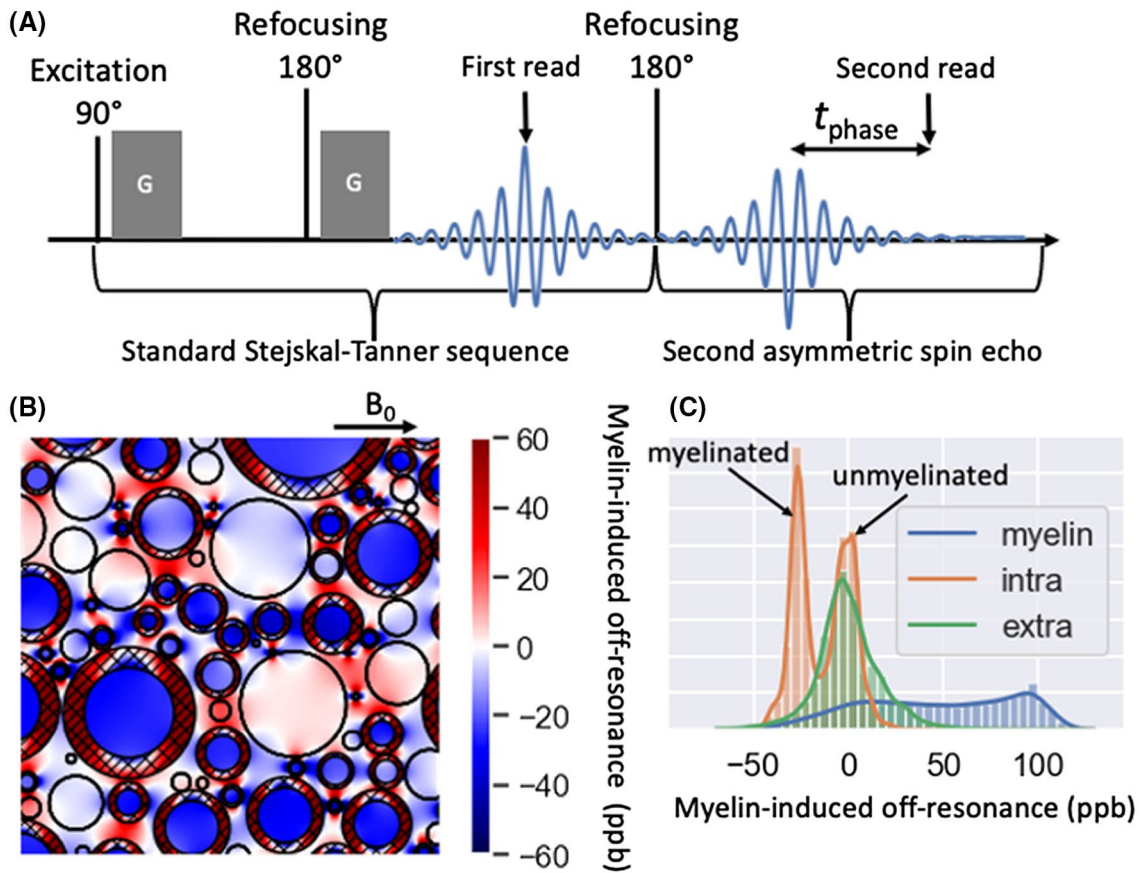 (A)
Refocusing
Refocusing
Excitation
180°
First read
180°
Second read
90°
t phase
G
G
Standard Stejskal-Tanner sequence
Second asymmetric spin echo
(B)
B0
60
40
20
0
−20
−40
−60
Myelin-induced off-resonance (ppb)
(C)
myelinated
unmyelinated
myelin
intra
extra
−50
0
50
100
Myelin-induced off-resonance (ppb)